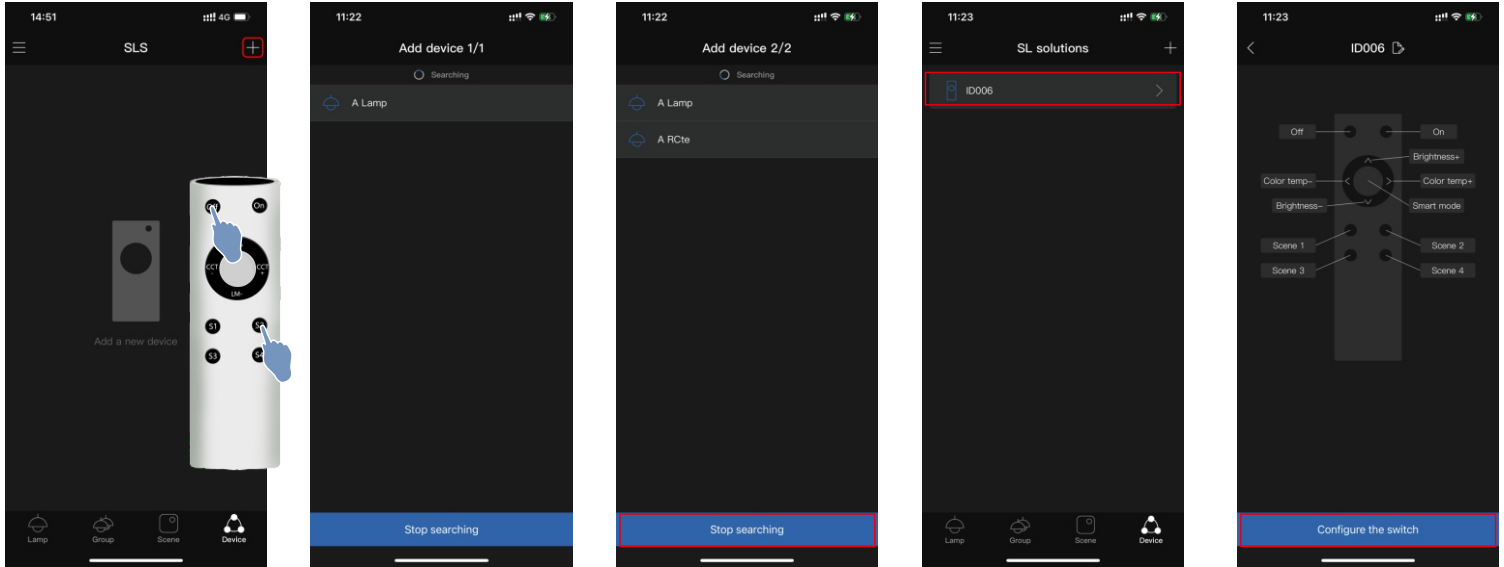 14:51
4G
SLS
Off
On
CCT
-
CCT
+
LM-
S1
S3
Add a new device
Lamp
Group
Scene
Device
11:22
Add device 1/1
Searching
A Lamp
Stop searching
11:22
Add device 2/2
Searching
A Lamp
A RCte
Stop searching
11:23
SL solutions
ID006
Lamp
Group
Scene
Device
11:23
ID006
Off
On
Brightness+
Color temp-
Color temp+
Brightness-
Smart mode
Scene 1
Scene 2
Scene 3
Scene 4
Configure the switch